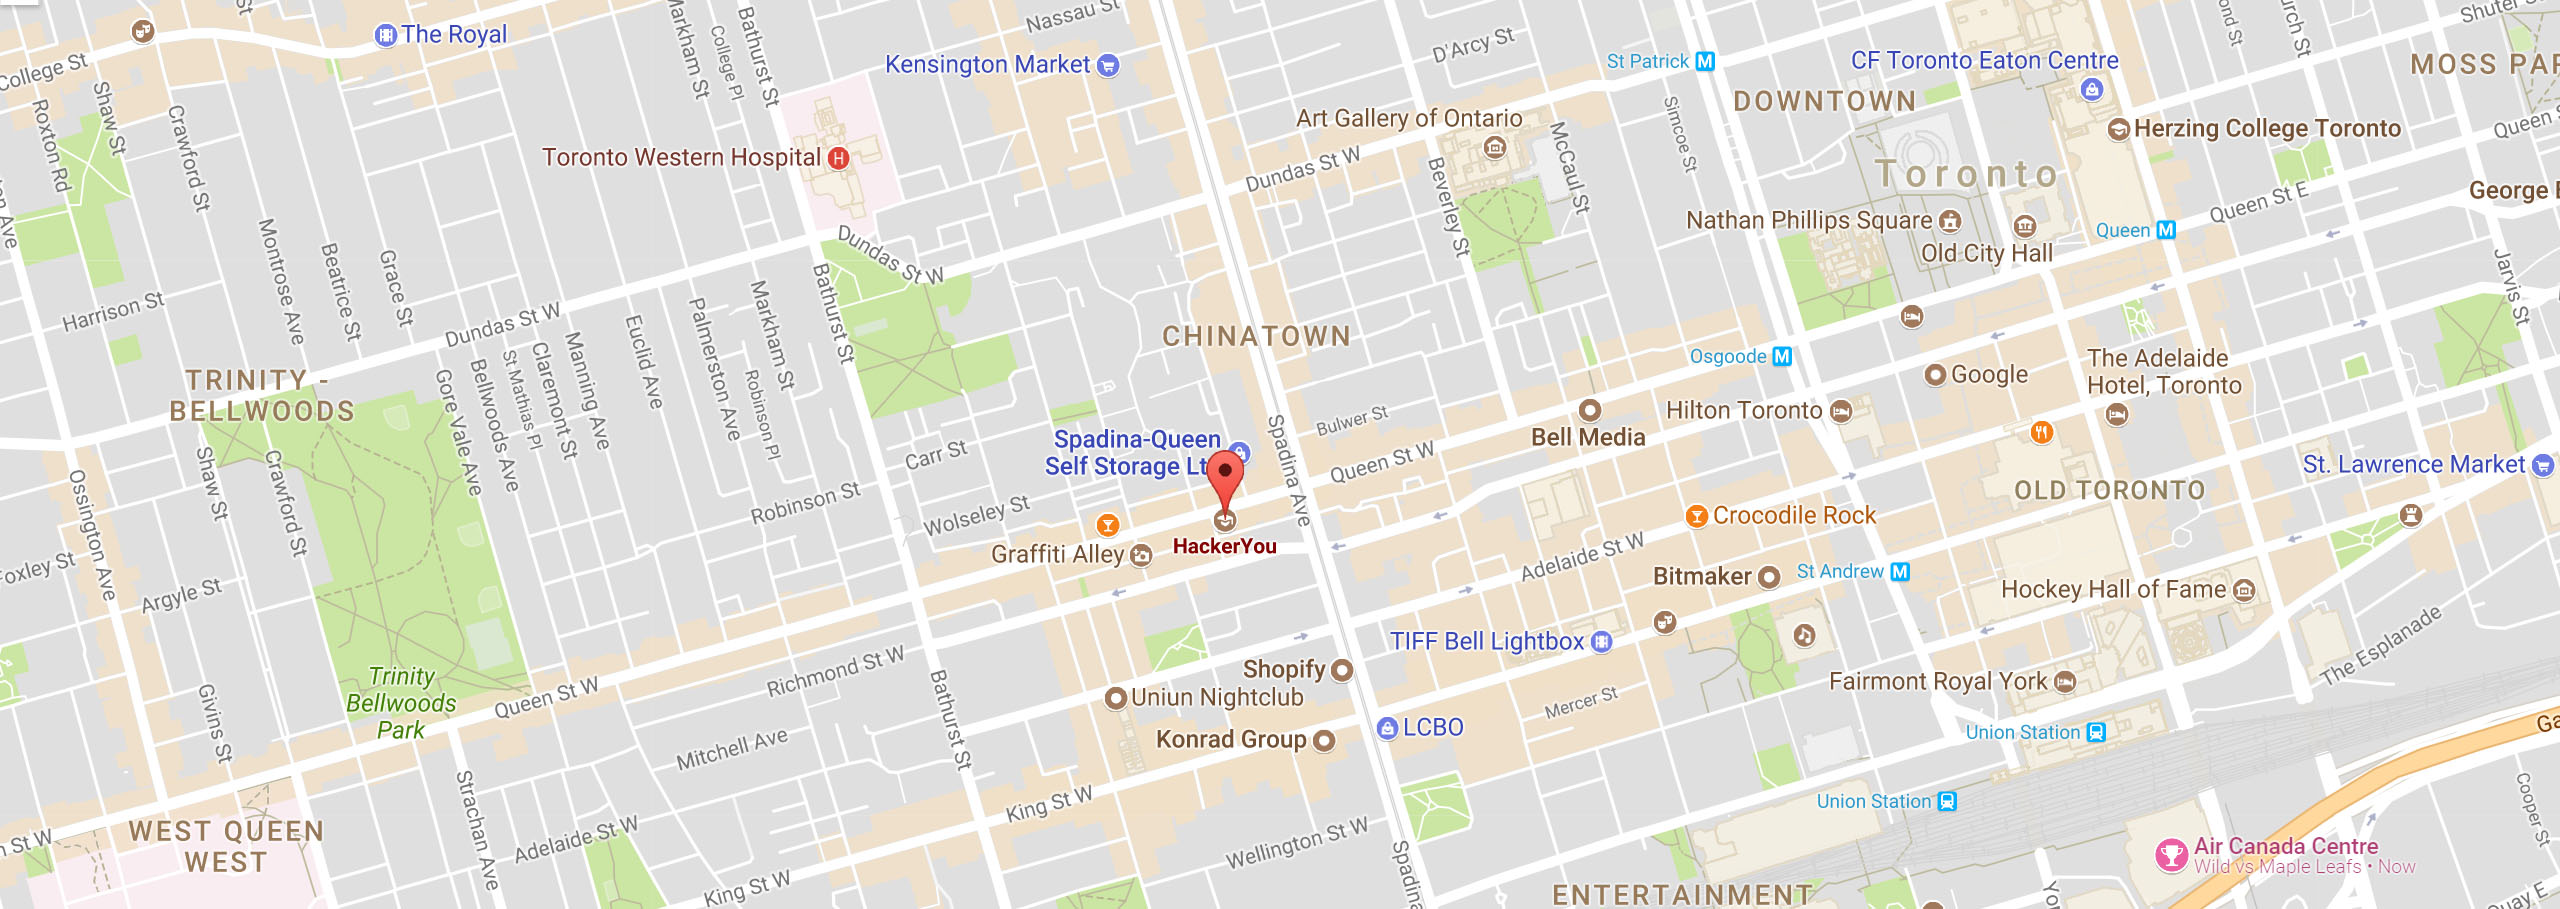 The Royal
College St
Roxton Rd
Shaw St
Crawford St
Montrose Ave
Beatrice St
Grace St
Harrison St
Dundas St W
Markham St
College Pl
Bathurst St
Nassau St
Kensington Market
Toronto Western Hospital
H
Dundas St W
Bathurst St
Dundas St W
D'Arcy St
Art Gallery of Ontario
Beverley St
McCaul St
St Patrick M
Simcoe St
DOWNTOWN
CF Toronto Eaton Centre
Herzing College Toronto
MOSS PAR
Shuter
Queen
Toronto
Nathan Phillips Square
Old City Hall
Queen M
Queen St E
George
Jarvis St
TRINITY -
BELLWOODS
Gore Vale Ave
Bellwoods Ave
St Mathias Pl
Claremont St
Manning Ave
Euclid Ave
Palmerston Ave
Markham St
Robinson Pl
CHINATOWN
Osgoode M
Google
The Adelaide
Hotel, Toronto
Hilton Toronto
Bell Media
Bulwer St
Queen St W
Spadina Ave
Spadina-Queen
Self Storage Lt
Carr St
Robinson St
Wolseley St
Graffiti Alley
HackerYou
Shaw St
Crawford St
Ossington Ave
Foxley St
Argyle St
Givins St
Trinity
Bellwoods
Park
Queen St W
Richmond St W
Mitchell Ave
Bathurst St
Crocodile Rock
OLD TORONTO
St. Lawrence Market
Adelaide St W
Bitmaker
St Andrew M
Hockey Hall of Fame
The Esplanade
TIFF Bell Lightbox
Shopify
Uniun Nightclub
Konrad Group
LCBO
Mercer St
Fairmont Royal York
Union Station
Union Station
WEST QUEEN
WEST
Strachan Ave
Adelaide St W
King St W
King St W
Wellington St W
Spadina
ENTERTAINMENT
Air Canada Centre
Wild vs Maple Leafs • Now
Cooper St